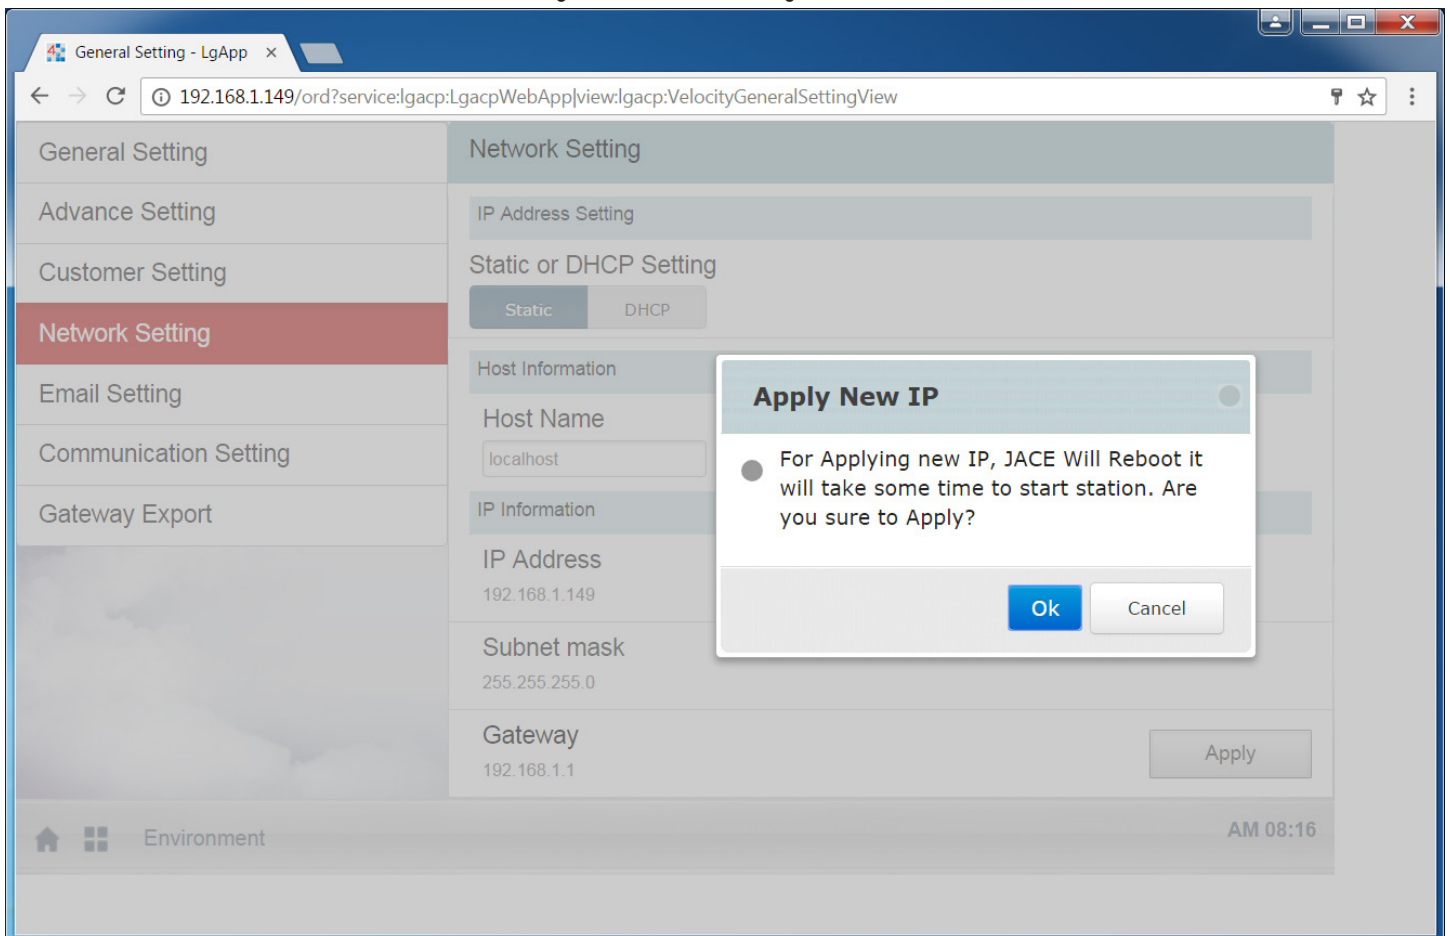 General Setting - LgApp
192.168.1.149/ord?service:lgacp:LgacpWebApp|view:lgacp:VelocityGeneralSettingView
General Setting
Advance Setting
Customer Setting
Network Setting
Email Setting
Communication Setting
Gateway Export
Network Setting
IP Address Setting
Static or DHCP Setting
Static DHCP
Host Information
Host Name
localhost
IP Information
IP Address
192.168.1.149
Subnet mask
255.255.255.0
Gateway
192.168.1.1
Apply
Apply New IP
For Applying new IP, JACE Will Reboot it
will take some time to start station. Are
you sure to Apply?
Ok Cancel
Environment
AM 08:16